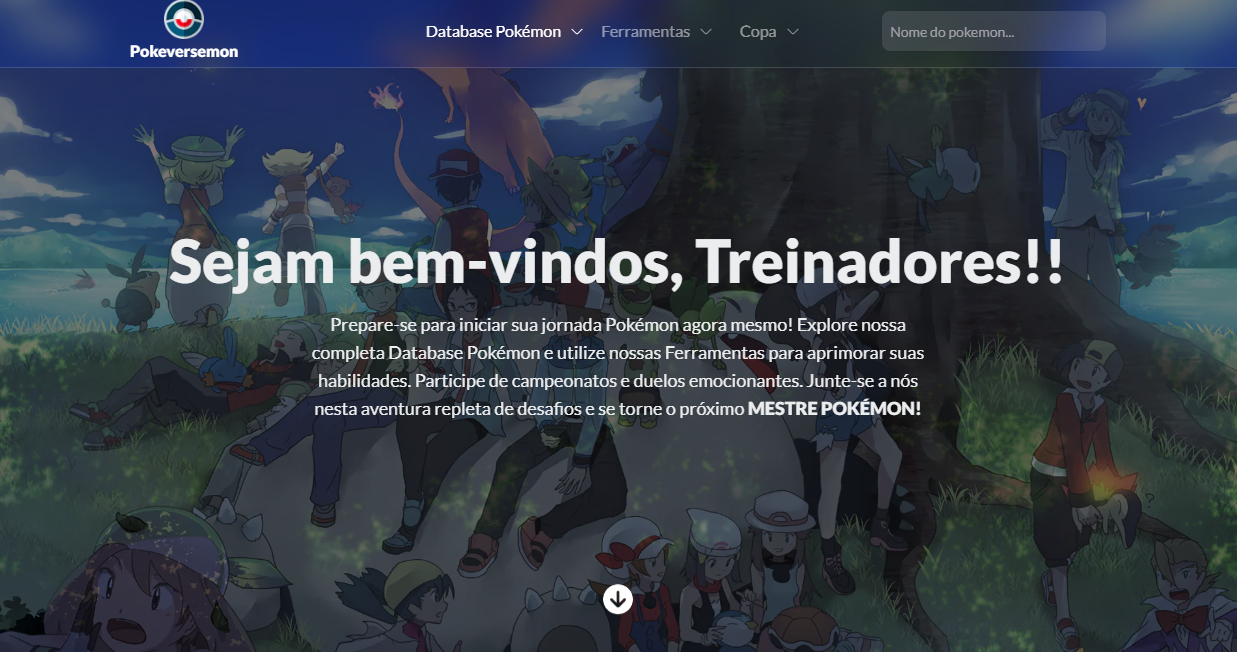 Pokeversemon
Database Pokémon
Ferramentas
Copa
Nome do pokemon...
Sejam bem-vindos, Treinadores!!
Prepare-se para iniciar sua jornada Pokémon agora mesmo! Explore nossa
completa Database Pokémon e utilize nossas Ferramentas para aprimorar suas
habilidades. Participe de campeonatos e duelos emocionantes. Junte-se a nós
nesta aventura repleta de desafios e se torne o próximo MESTRE POKÉMON!
?